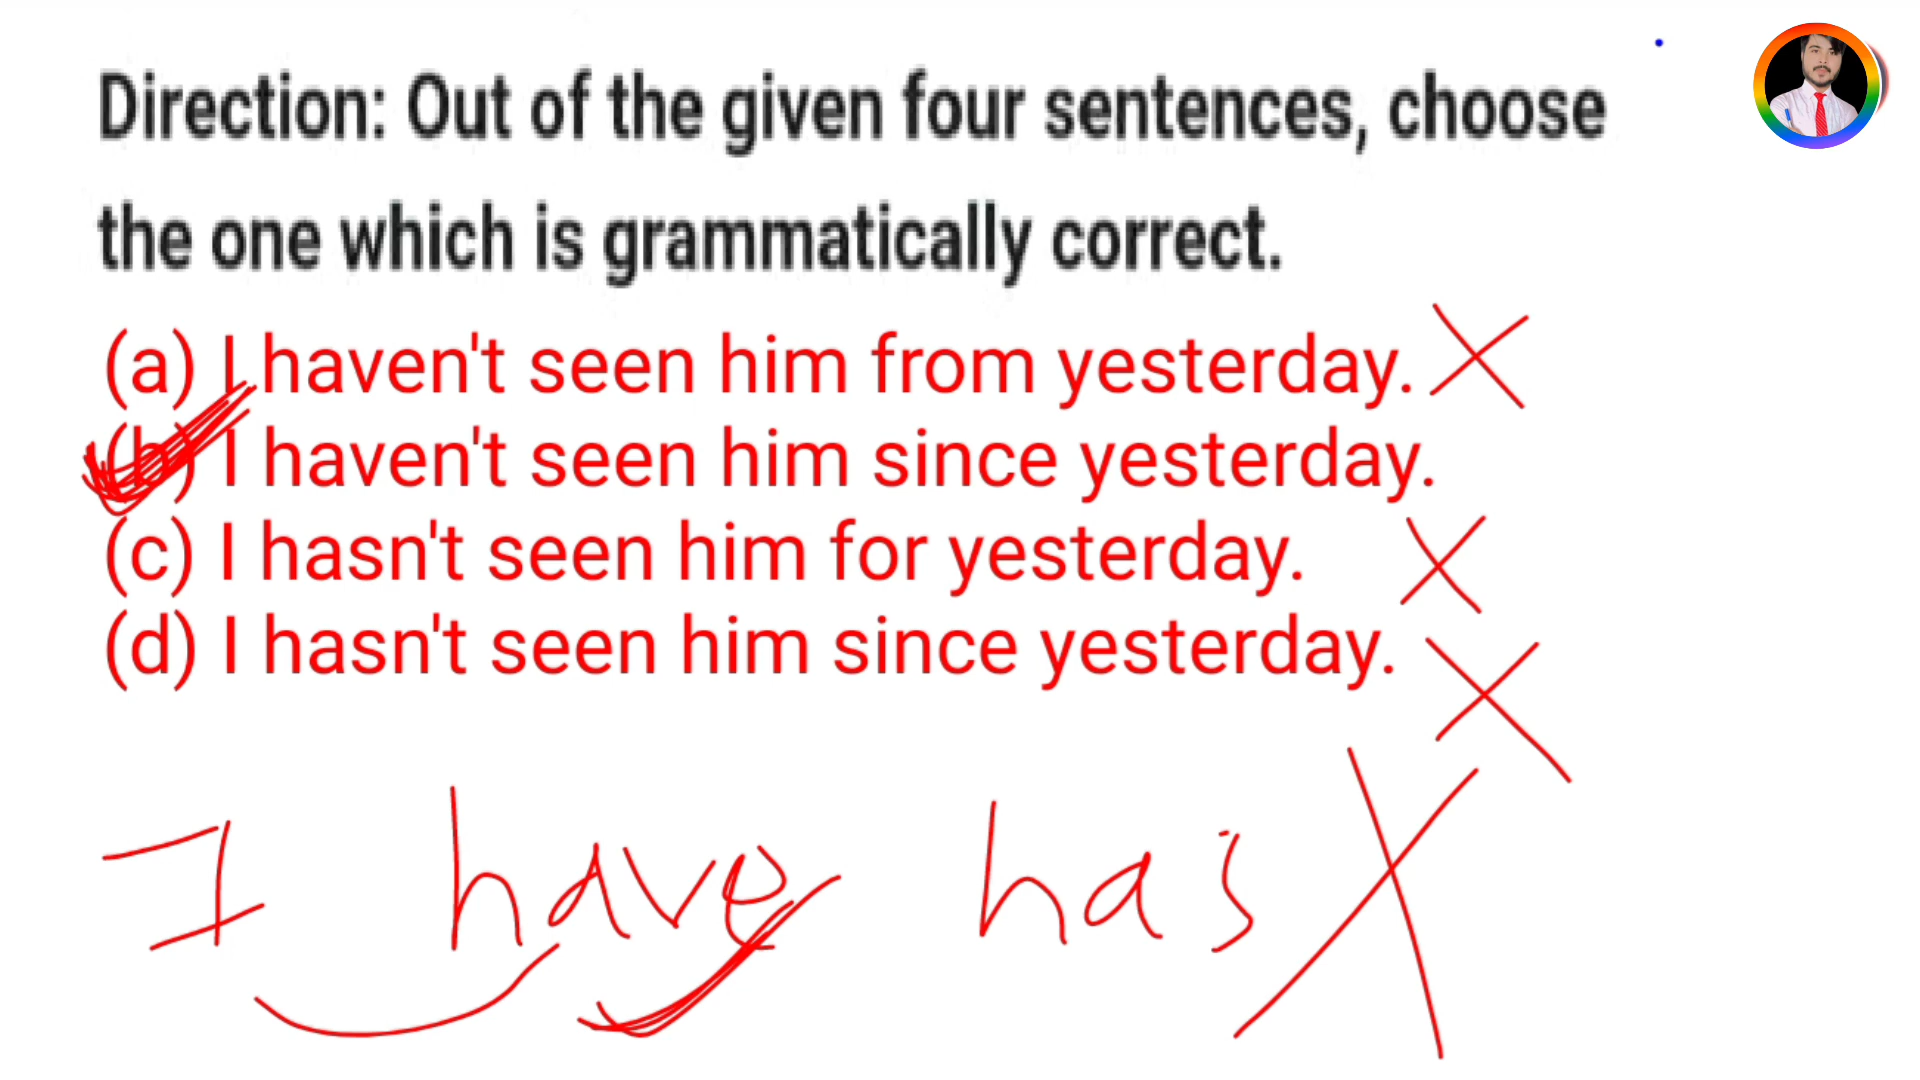 Direction: Out of the given four sentences, choose
the one which is grammatically correct.
(a) I haven't seen him from yesterday.
(b) I haven't seen him since yesterday.
(c) I hasn't seen him for yesterday.
(d) I hasn't seen him since yesterday.
I have has